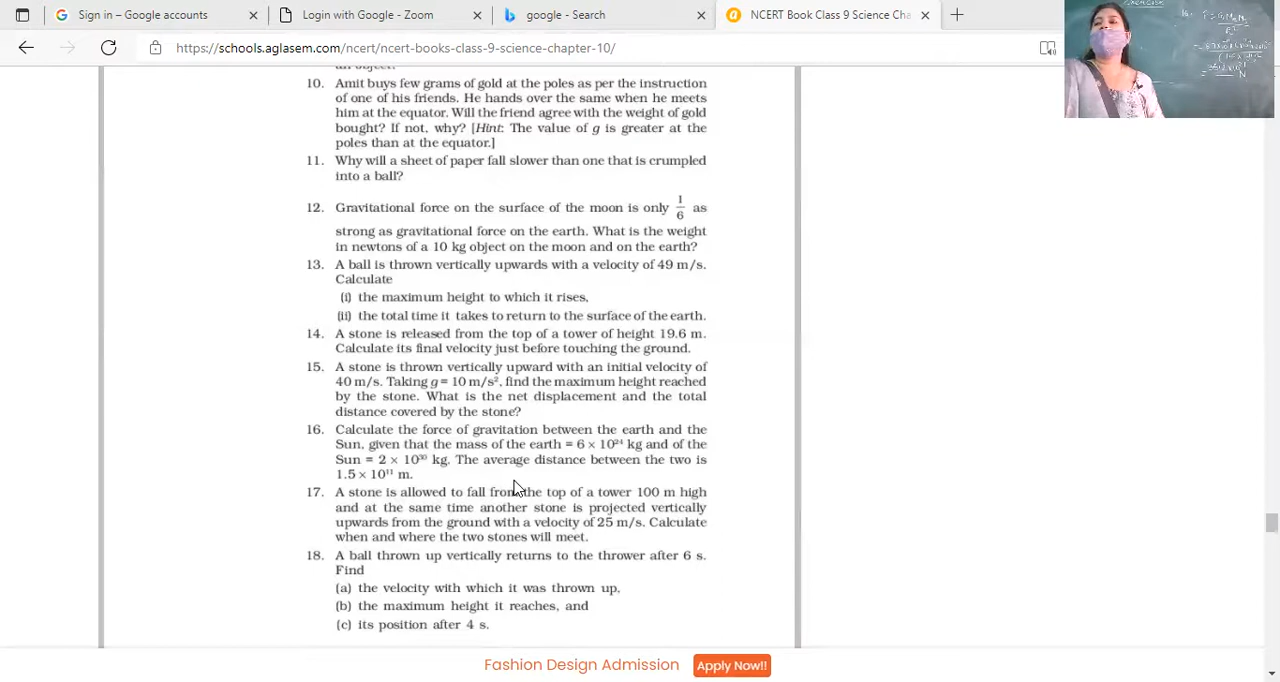 Sign in – Google accounts
Login with Google - Zoom
google - Search
NCERT Book Class 9 Science Cha
https://schools.aglasem.com/ncert/ncert-books-class-9-science-chapter-10/
an object.
10. Amit buys few grams of gold at the poles as per the instruction
of one of his friends. He hands over the same when he meets
him at the equator. Will the friend agree with the weight of gold
bought? If not, why? [Hint: The value of g is greater at the
poles than at the equator.]
11. Why will a sheet of paper fall slower than one that is crumpled
into a ball?
12. Gravitational force on the surface of the moon is only 1/6 as
strong as gravitational force on the earth. What is the weight
in newtons of a 10 kg object on the moon and on the earth?
13. A ball is thrown vertically upwards with a velocity of 49 m/s.
Calculate
(i) the maximum height to which it rises,
(ii) the total time it takes to return to the surface of the earth.
14. A stone is released from the top of a tower of height 19.6 m.
Calculate its final velocity just before touching the ground.
15. A stone is thrown vertically upward with an initial velocity of
40 m/s. Taking g = 10 m/s², find the maximum height reached
by the stone. What is the net displacement and the total
distance covered by the stone?
16. Calculate the force of gravitation between the earth and the
Sun, given that the mass of the earth = 6 × 10²⁴ kg and of the
Sun = 2 × 10³⁰ kg. The average distance between the two is
1.5 × 10¹¹ m.
17. A stone is allowed to fall from the top of a tower 100 m high
and at the same time another stone is projected vertically
upwards from the ground with a velocity of 25 m/s. Calculate
when and where the two stones will meet.
18. A ball thrown up vertically returns to the thrower after 6 s.
Find
(a) the velocity with which it was thrown up,
(b) the maximum height it reaches, and
(c) its position after 4 s.
Fashion Design Admission
Apply Now!!